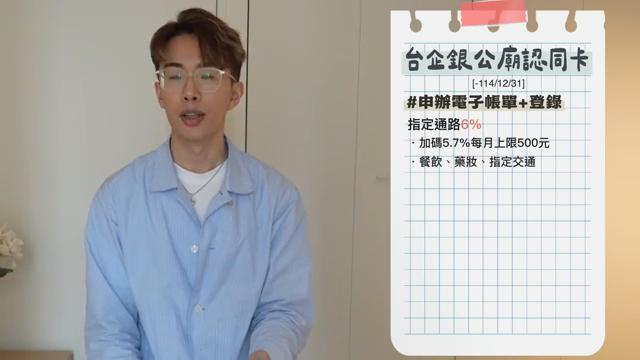 台企銀公廟認同卡
[-114/12/31]
#申辦電子帳單+登錄
指定通路6%
·加碼5.7%每月上限500元
·餐飲、藥妝、指定交通